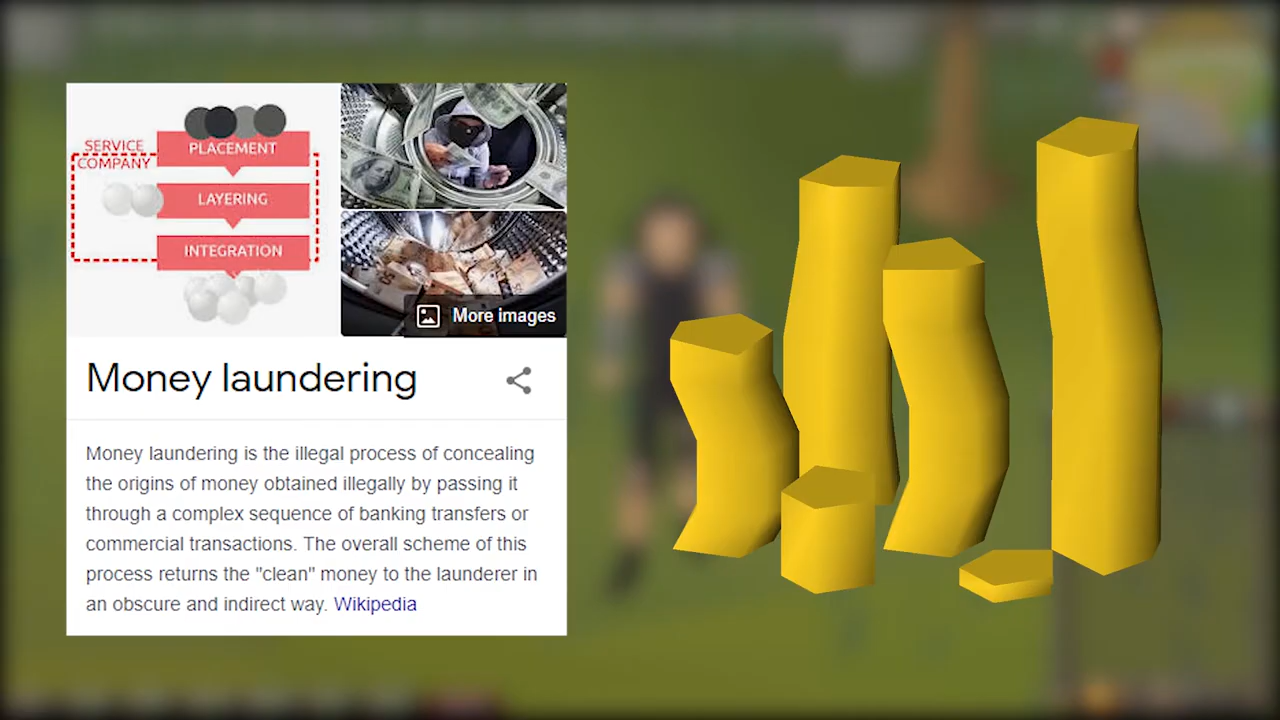 SERVICE
COMPANY
PLACEMENT
LAYERING
INTEGRATION
More images
Money laundering
Money laundering is the illegal process of concealing
the origins of money obtained illegally by passing it
through a complex sequence of banking transfers or
commercial transactions. The overall scheme of this
process returns the "clean" money to the launderer in
an obscure and indirect way. Wikipedia